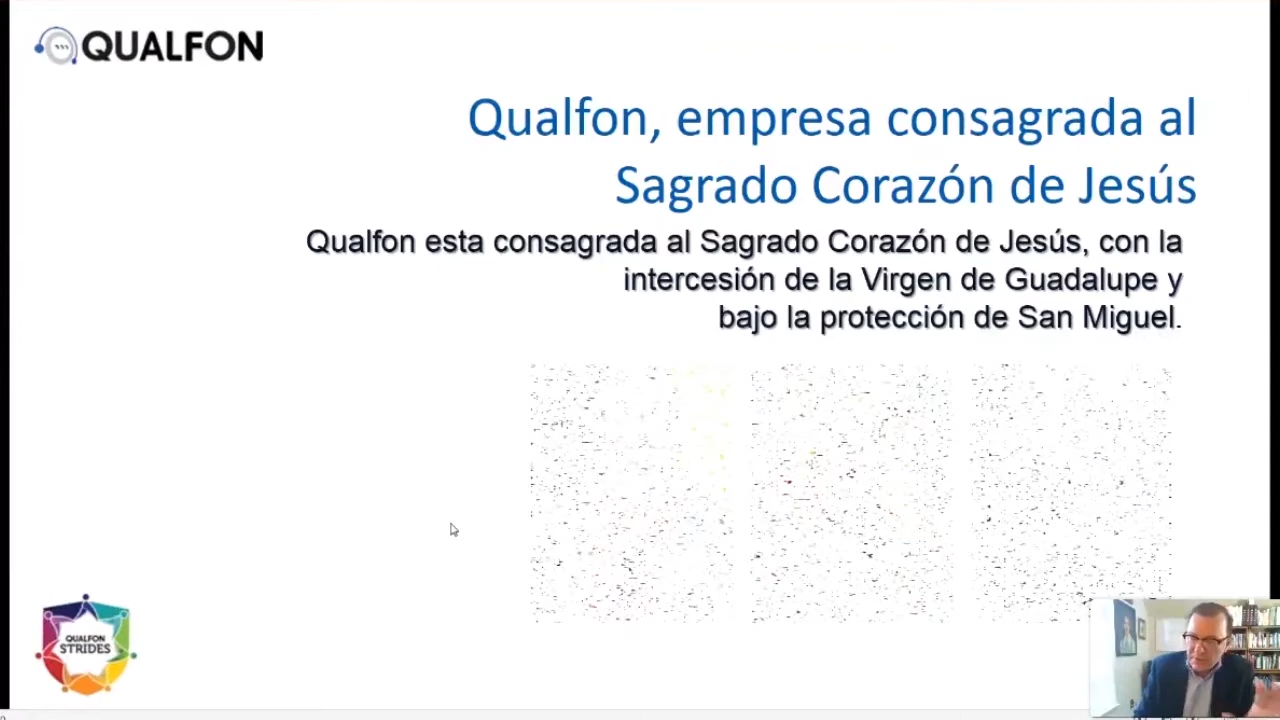 QUALFON
Qualfon, empresa consagrada al
Sagrado Corazón de Jesús
Qualfon esta consagrada al Sagrado Corazón de Jesús, con la
intercesión de la Virgen de Guadalupe y
bajo la protección de San Miguel.
QUALFON
STRIDES